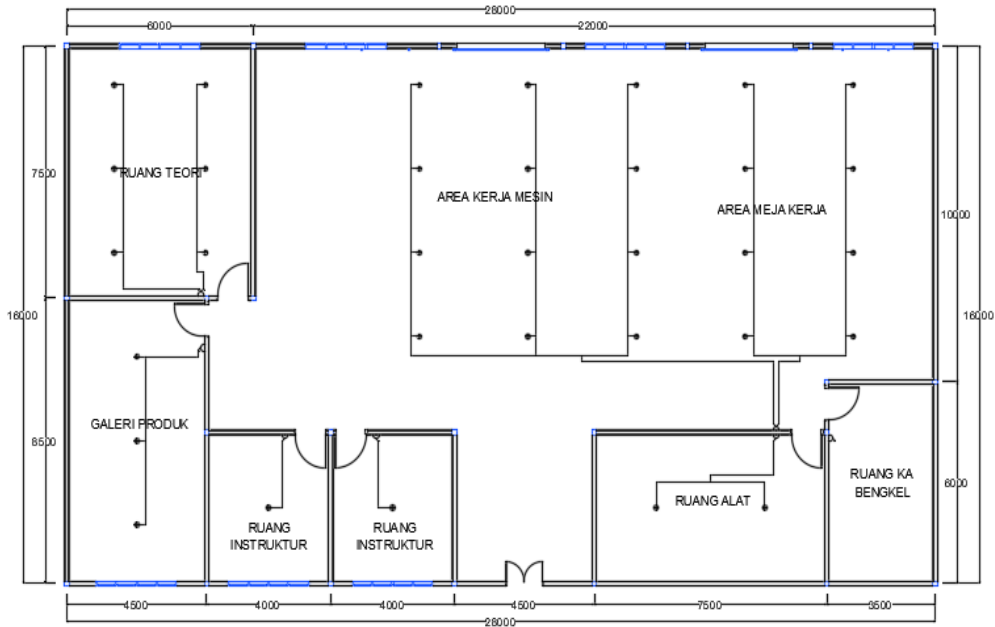 28000
6000
22000
7500
RUANG TEORI
AREA KERJA MESIN
AREA MEJA KERJA
10000
16000
16000
GALERI PRODUK
8500
RUANG
INSTRUKTUR
RUANG
INSTRUKTUR
RUANG ALAT
RUANG KA
BENGKEL
6000
4500
4000
4000
4500
7500
3500
28000